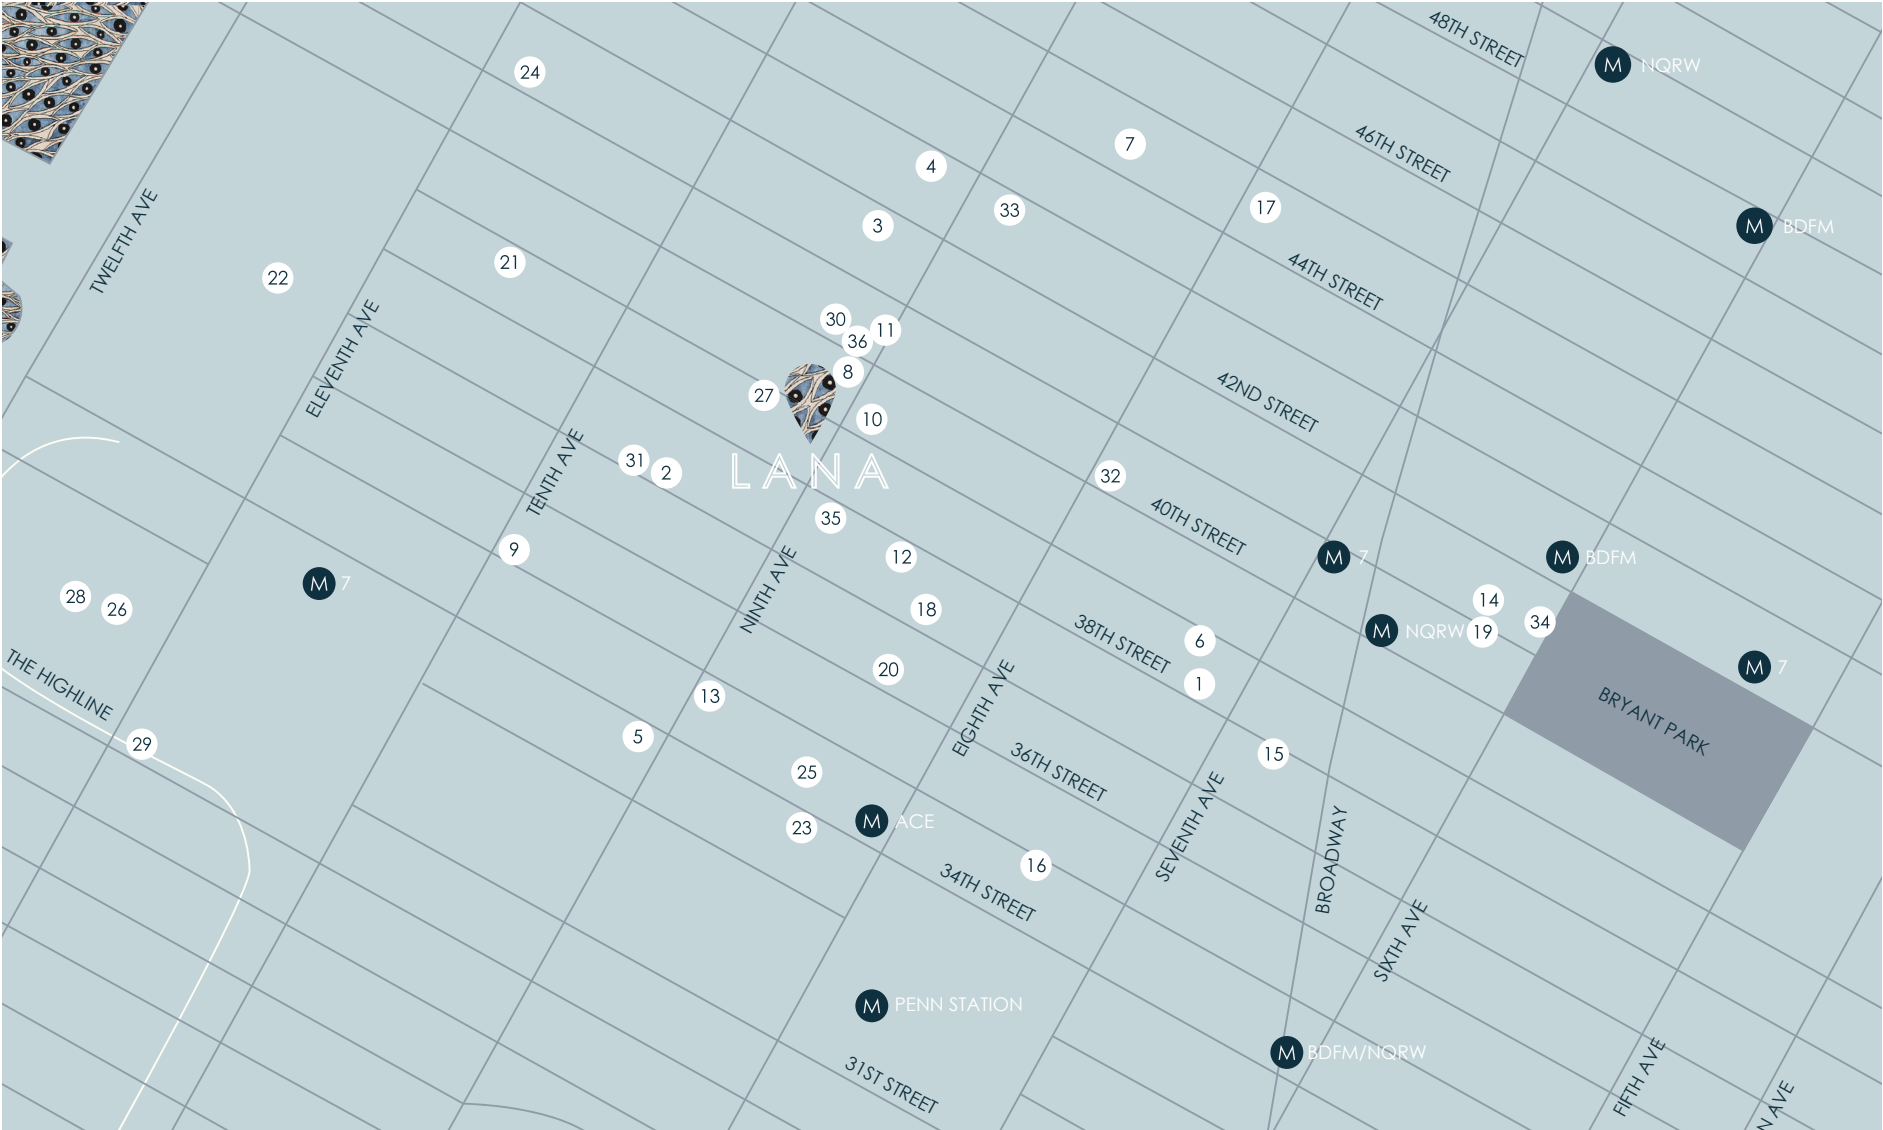 48TH STREET
M NQRW
24
7
46TH STREET
4
17
33
3
M BDFM
TWELFTH AVE
21
22
44TH STREET
30
11
36
ELEVENTH AVE
8
27
42ND STREET
10
31
2
LANA
32
TENTH AVE
35
40TH STREET
9
12
M 7
M BDFM
M 7
28
26
18
NINTH AVE
14
34
M NQRW
19
6
38TH STREET
20
1
M 7
THE HIGHLINE
13
EIGHTH AVE
BRYANT PARK
5
29
15
25
36TH STREET
23
M ACE
SEVENTH AVE
16
BROADWAY
34TH STREET
SIXTH AVE
M PENN STATION
M BDFM/NQRW
31ST STREET
FIFTH AVE
N AVE